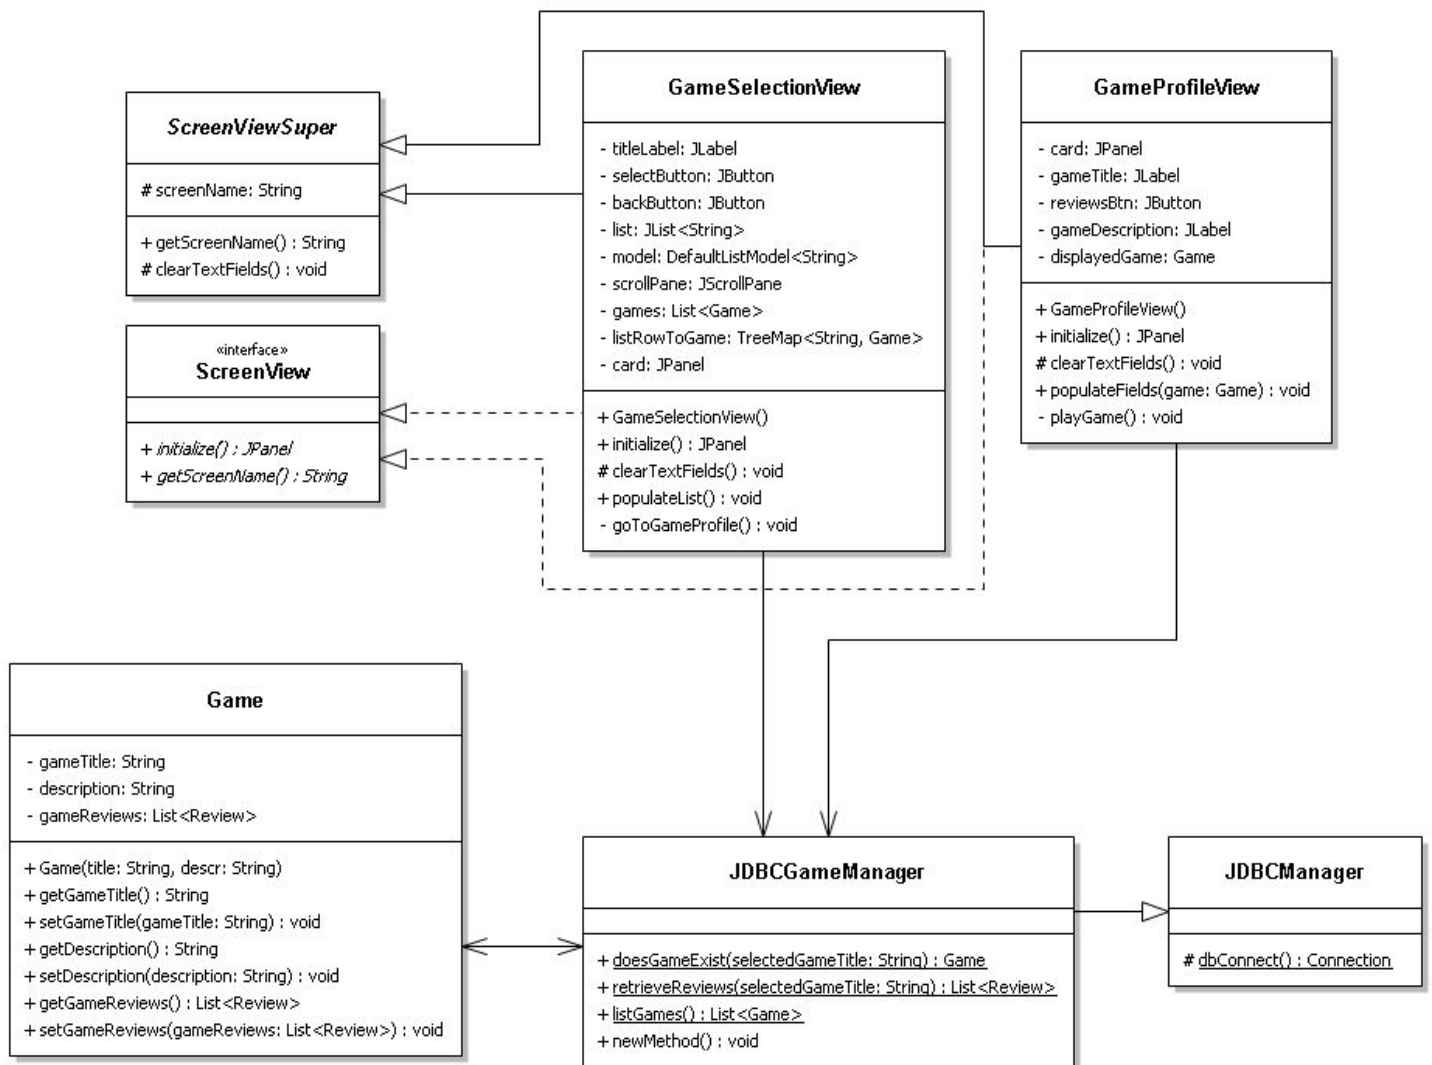 ScreenViewSuper
# screenName: String
+ getScreenName() : String
# clearTextFields() : void
«interface»
ScreenView
+ initialize() : JPanel
+ getScreenName() : String
GameSelectionView
- titleLabel: JLabel
- selectButton: JButton
- backButton: JButton
- list: JList<String>
- model: DefaultListModel<String>
- scrollPane: JScrollPane
- games: List<Game>
- listRowToGame: TreeMap<String, Game>
- card: JPanel
+ GameSelectionView()
+ initialize() : JPanel
# clearTextFields() : void
+ populateList() : void
- goToGameProfile() : void
GameProfileView
- card: JPanel
- gameTitle: JLabel
- reviewsBtn: JButton
- gameDescription: JLabel
- displayedGame: Game
+ GameProfileView()
+ initialize() : JPanel
# clearTextFields() : void
+ populateFields(game: Game) : void
- playGame() : void
Game
- gameTitle: String
- description: String
- gameReviews: List<Review>
+ Game(title: String, descr: String)
+ getGameTitle() : String
+ setGameTitle(gameTitle: String) : void
+ getDescription() : String
+ setDescription(description: String) : void
+ getGameReviews() : List<Review>
+ setGameReviews(gameReviews: List<Review>) : void
JDBCGameManager
+ doesGameExist(selectedGameTitle: String) : Game
+ retrieveReviews(selectedGameTitle: String) : List<Review>
+ listGames() : List<Game>
+ newMethod() : void
JDBCManager
# dbConnect() : Connection